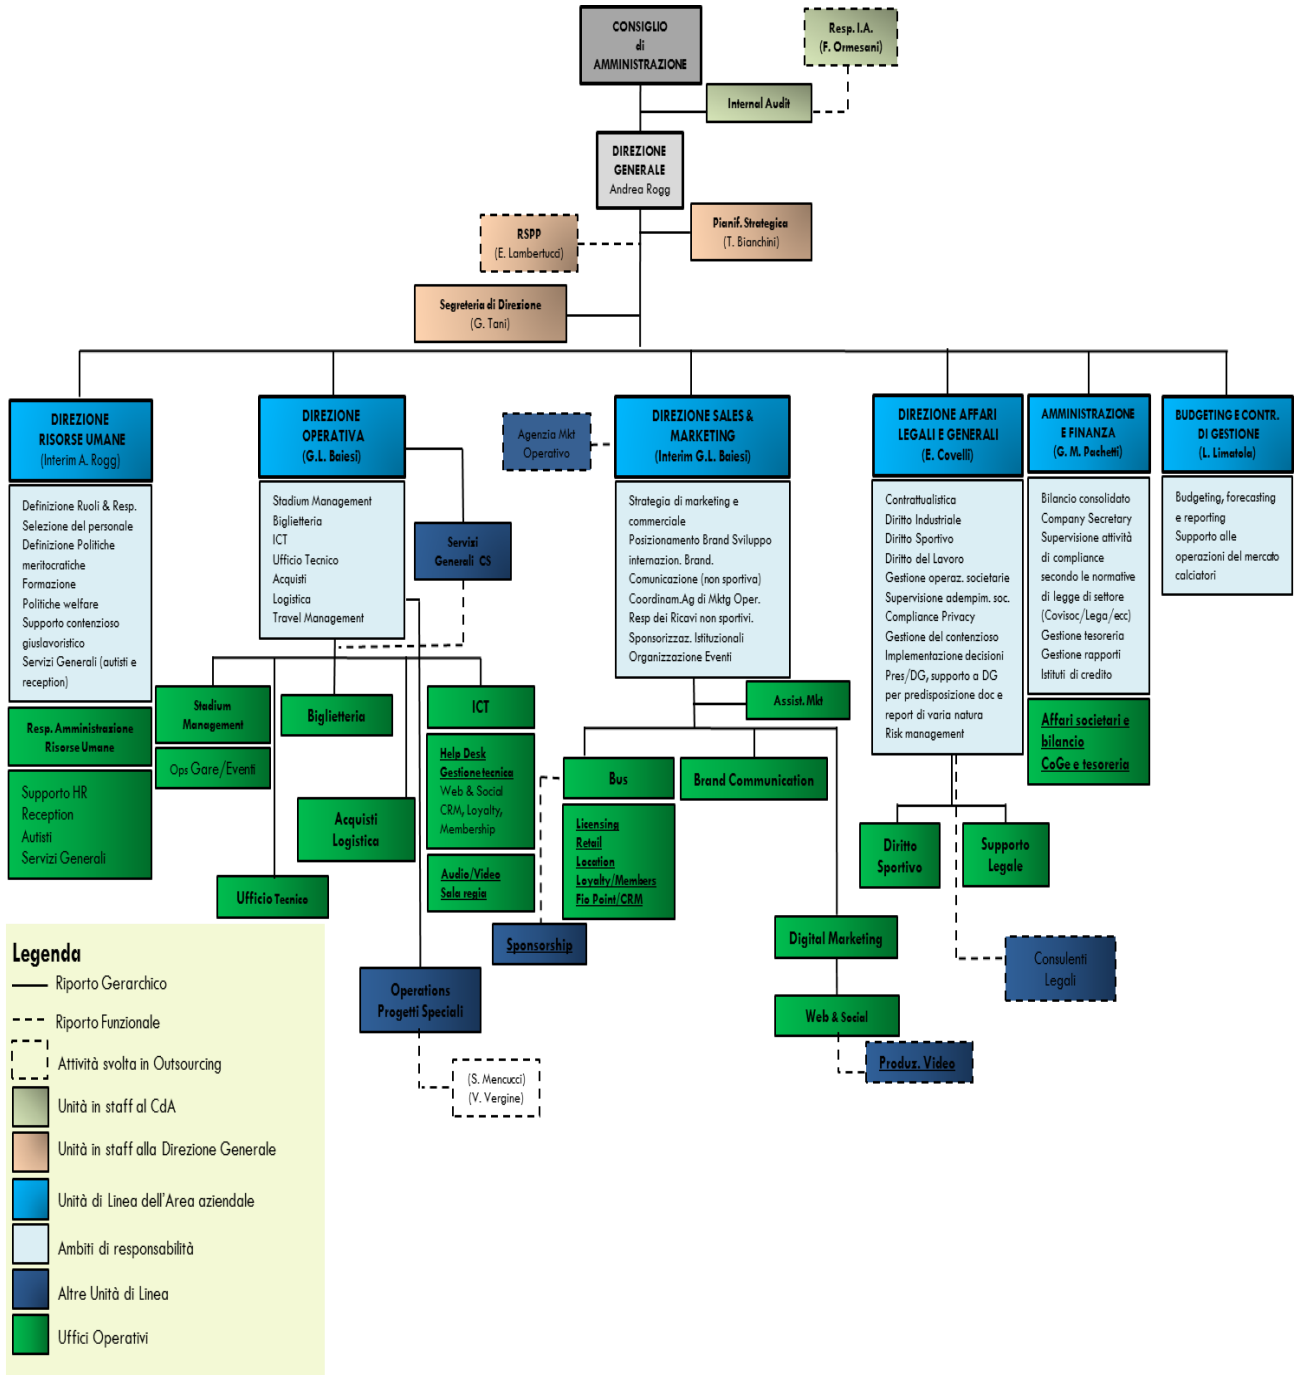 CONSIGLIO
di
AMMINISTRAZIONE
Resp. I.A.
(F. Ormesani)
Internal Audit
DIREZIONE
GENERALE
Andrea Rogg
RSPP
(E. Lambertucci)
Pianif. Strategica
(T. Bianchini)
Segreteria di Direzione
(G. Tani)
DIREZIONE
RISORSE UMANE
(Interim A. Rogg)
Definizione Ruoli & Resp.
Selezione del personale
Definizione Politiche
meritocratiche
Formazione
Politiche welfare
Supporto contenzioso
giuslavoristico
Servizi Generali (autisti e
reception)
Resp. Amministrazione
Risorse Umane
Supporto HR
Reception
Autisti
Servizi Generali
DIREZIONE
OPERATIVA
(G.L. Baiesi)
Stadium Management
Biglietteria
ICT
Ufficio Tecnico
Acquisti
Logistica
Travel Management
Servizi
Generali CS
Stadium
Management
Ops Gare/Eventi
Biglietteria
Acquisti
Logistica
Ufficio Tecnico
ICT
Help Desk
Gestione tecnica
Web & Social
CRM, Loyalty,
Membership
Audio/Video
Sala regia
Operations
Progetti Speciali
(S. Mencucci)
(V. Vergine)
Agenzia Mkt
Operativo
DIREZIONE SALES &
MARKETING
(Interim G.L. Baiesi)
Strategia di marketing e
commerciale
Posizionamento Brand Sviluppo
internazion. Brand.
Comunicazione (non sportiva)
Coordinam.Ag di Mktg Oper.
Resp dei Ricavi non sportivi.
Sponsorizzaz. Istituzionali
Organizzazione Eventi
Assist. Mkt
Bus
Licensing
Retail
Location
Loyalty/Members
Fio Point/CRM
Sponsorship
Brand Communication
Digital Marketing
Web & Social
Produz. Video
DIREZIONE AFFARI
LEGALI E GENERALI
(E. Covelli)
Contrattualistica
Diritto Industriale
Diritto Sportivo
Diritto del Lavoro
Gestione operaz. societarie
Supervisione adempim. soc.
Compliance Privacy
Gestione del contenzioso
Implementazione decisioni
Pres/DG, supporto a DG
per predisposizione doc e
report di varia natura
Risk management
Diritto
Sportivo
Supporto
Legale
Consulenti
Legali
AMMINISTRAZIONE
E FINANZA
(G. M. Pachetti)
Bilancio consolidato
Company Secretary
Supervisione attività
di compliance
secondo le normative
di legge di settore
(Covisoc/Lega/ecc)
Gestione tesoreria
Gestione rapporti
Istituti di credito
Affari societari e
bilancio
CoGe e tesoreria
BUDGETING E CONTR.
DI GESTIONE
(L. Limatola)
Budgeting, forecasting
e reporting
Supporto alle
operazioni del mercato
calciatori
Legenda
Riporto Gerarchico
Riporto Funzionale
Attività svolta in Outsourcing
Unità in staff al CdA
Unità in staff alla Direzione Generale
Unità di Linea dell'Area aziendale
Ambiti di responsabilità
Altre Unità di Linea
Uffici Operativi